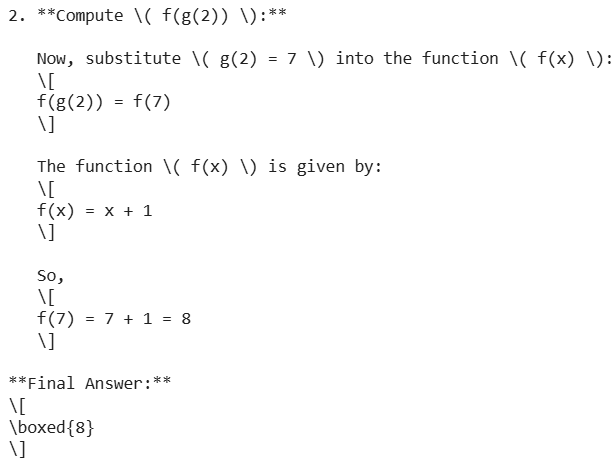 2. **Compute \( f(g(2)) \):**
Now, substitute \( g(2) = 7 \) into the function \( f(x) \):
\[
f(g(2)) = f(7)
\]
The function \( f(x) \) is given by:
\[
f(x) = x + 1
\]
So,
\[
f(7) = 7 + 1 = 8
\]
**Final Answer:**
\[
\boxed{8}
\]